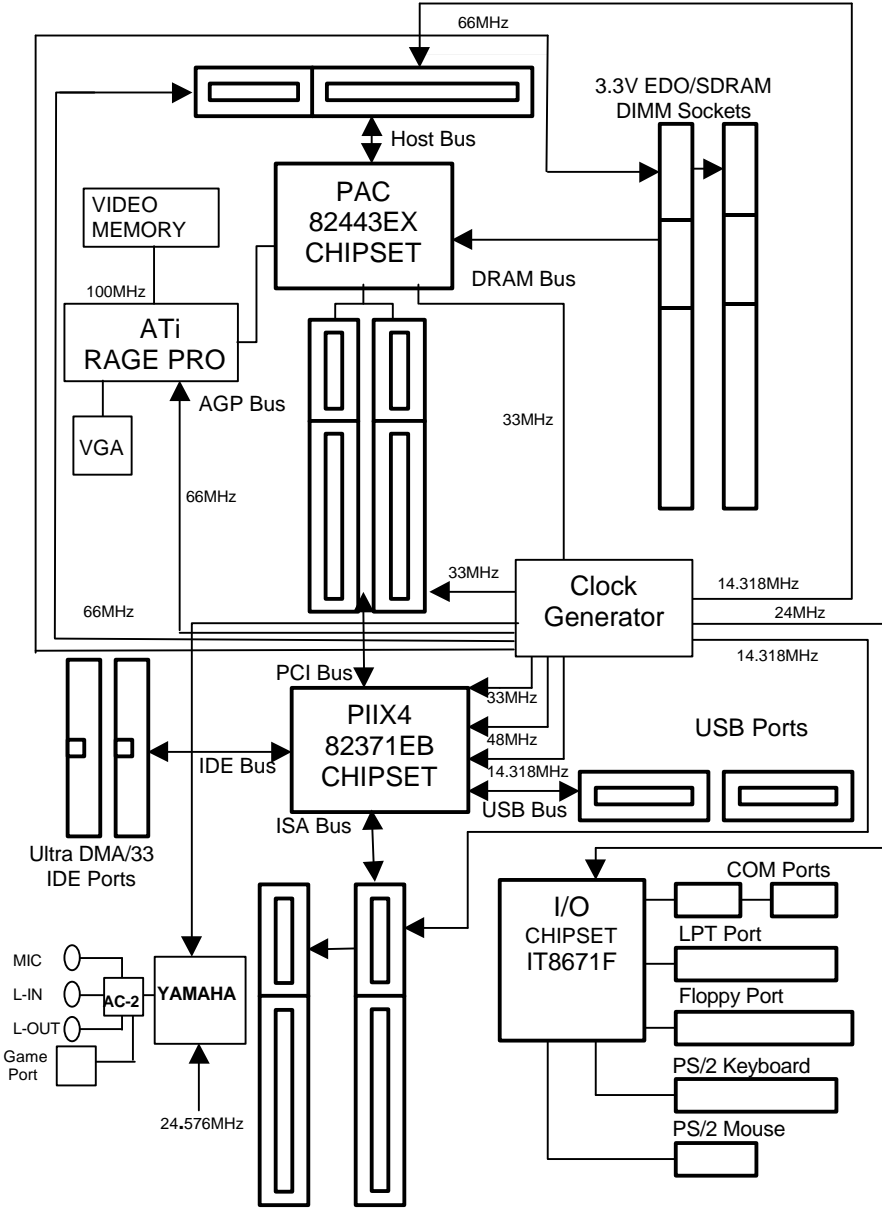 66MHz
3.3V EDO/SDRAM
DIMM Sockets
Host Bus
PAC
82443EX
CHIPSET
VIDEO
MEMORY
DRAM Bus
100MHz
ATi
RAGE PRO
AGP Bus
VGA
33MHz
66MHz
33MHz
Clock
Generator
14.318MHz
66MHz
24MHz
14.318MHz
PCI Bus
33MHz
PIIX4
82371EB
CHIPSET
48MHz
USB Ports
IDE Bus
14.318MHz
USB Bus
ISA Bus
Ultra DMA/33
IDE Ports
COM Ports
I/O
CHIPSET
IT8671F
LPT Port
MIC
L-IN
L-OUT
AC-2
YAMAHA
Floppy Port
Game
Port
PS/2 Keyboard
24.576MHz
PS/2 Mouse